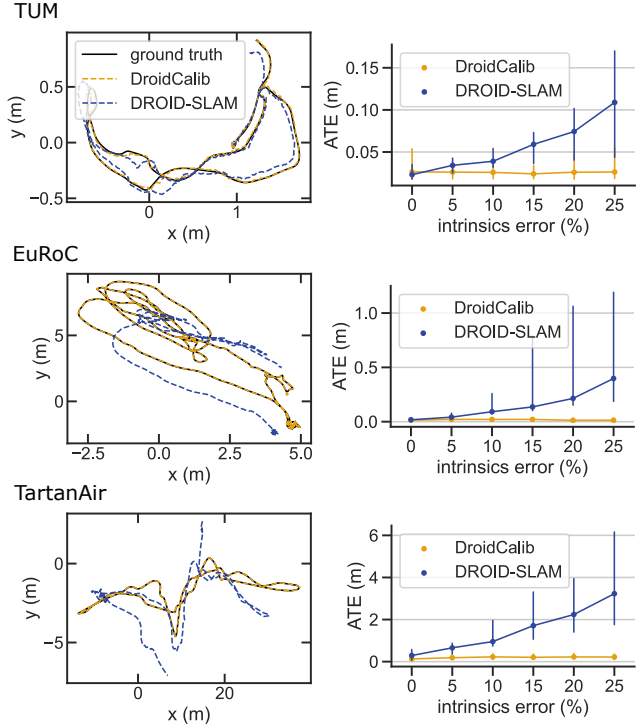 TUM
ground truth
DroidCalib
DROID-SLAM
0.5
0.0
−0.5
y (m)
0
1
x (m)
DroidCalib
DROID-SLAM
0.15
0.10
0.05
ATE (m)
0
5
10
15
20
25
intrinsics error (%)
EuRoC
5
0
y (m)
−2.5
0.0
2.5
5.0
x (m)
DroidCalib
DROID-SLAM
1.0
0.5
0.0
ATE (m)
0
5
10
15
20
25
intrinsics error (%)
TartanAir
0
−5
y (m)
0
20
x (m)
DroidCalib
DROID-SLAM
6
4
2
0
ATE (m)
0
5
10
15
20
25
intrinsics error (%)